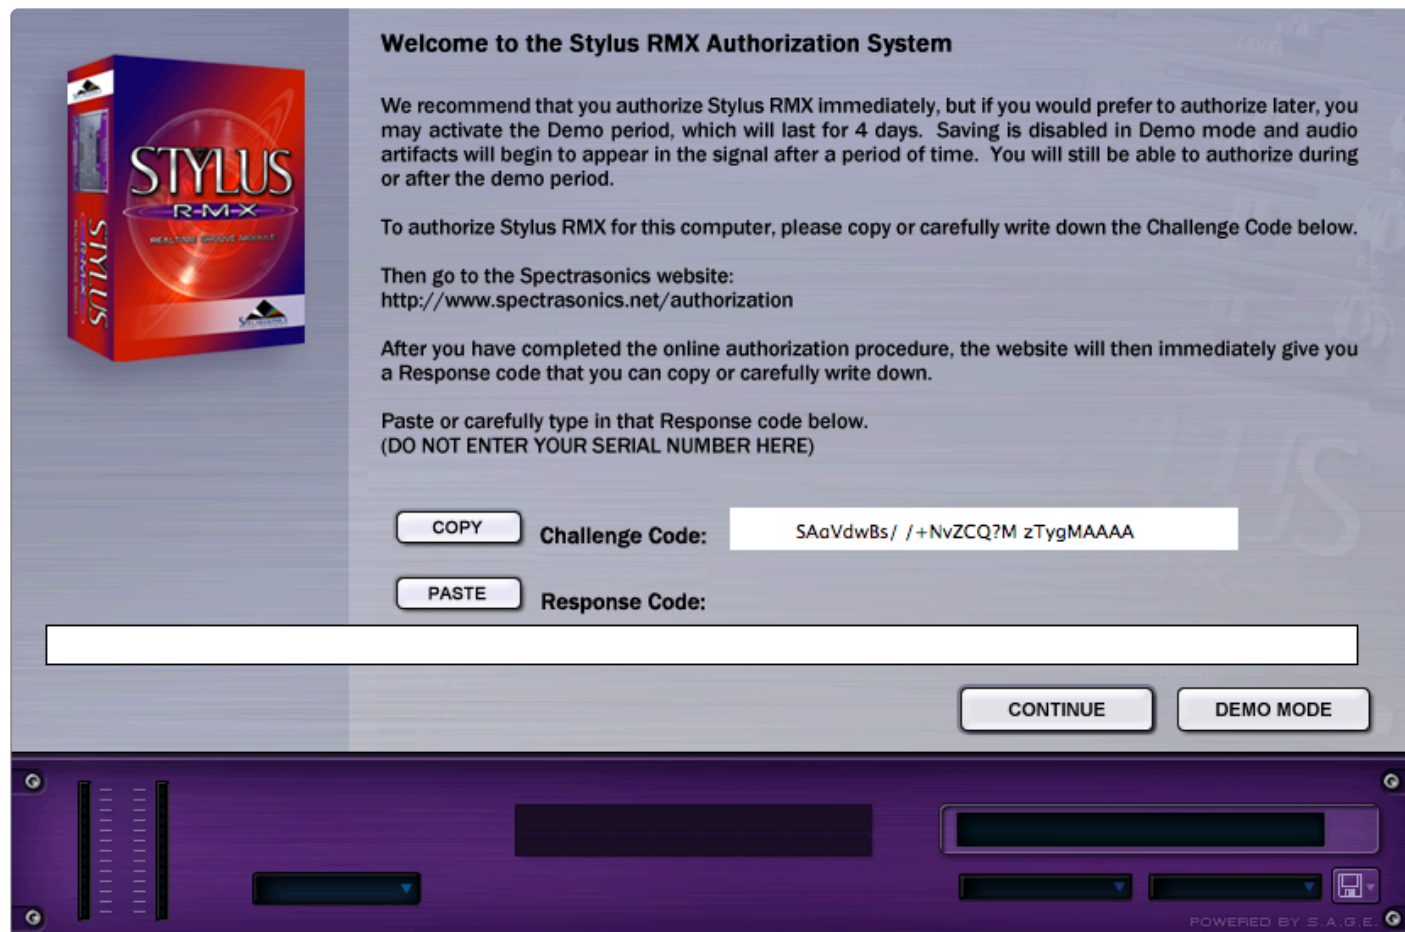 Welcome to the Stylus RMX Authorization System
We recommend that you authorize Stylus RMX immediately, but if you would prefer to authorize later, you
may activate the Demo period, which will last for 4 days. Saving is disabled in Demo mode and audio
artifacts will begin to appear in the signal after a period of time. You will still be able to authorize during
or after the demo period.
To authorize Stylus RMX for this computer, please copy or carefully write down the Challenge Code below.
Then go to the Spectrasonics website:
http://www.spectrasonics.net/authorization
After you have completed the online authorization procedure, the website will then immediately give you
a Response code that you can copy or carefully write down.
Paste or carefully type in that Response code below.
(DO NOT ENTER YOUR SERIAL NUMBER HERE)
STYLUS
R·M·X
REALTIME GROOVE MODULE
SPECTRASONICS
STYLUS
R·M·X
COPY
Challenge Code:
SAaVdwBs/ /+NvZCQ?M zTygMAAAA
PASTE
Response Code:
CONTINUE
DEMO MODE
POWERED BY S.A.G.E.